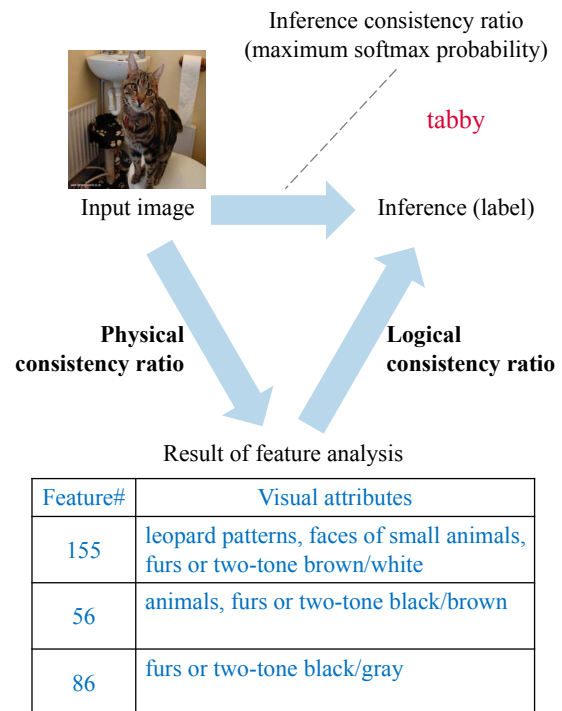 Inference consistency ratio
(maximum softmax probability)
tabby
Input image
Inference (label)
Physical
consistency ratio
Logical
consistency ratio
Result of feature analysis
Feature#
Visual attributes
155
leopard patterns, faces of small animals,
furs or two-tone brown/white
56
animals, furs or two-tone black/brown
86
furs or two-tone black/gray